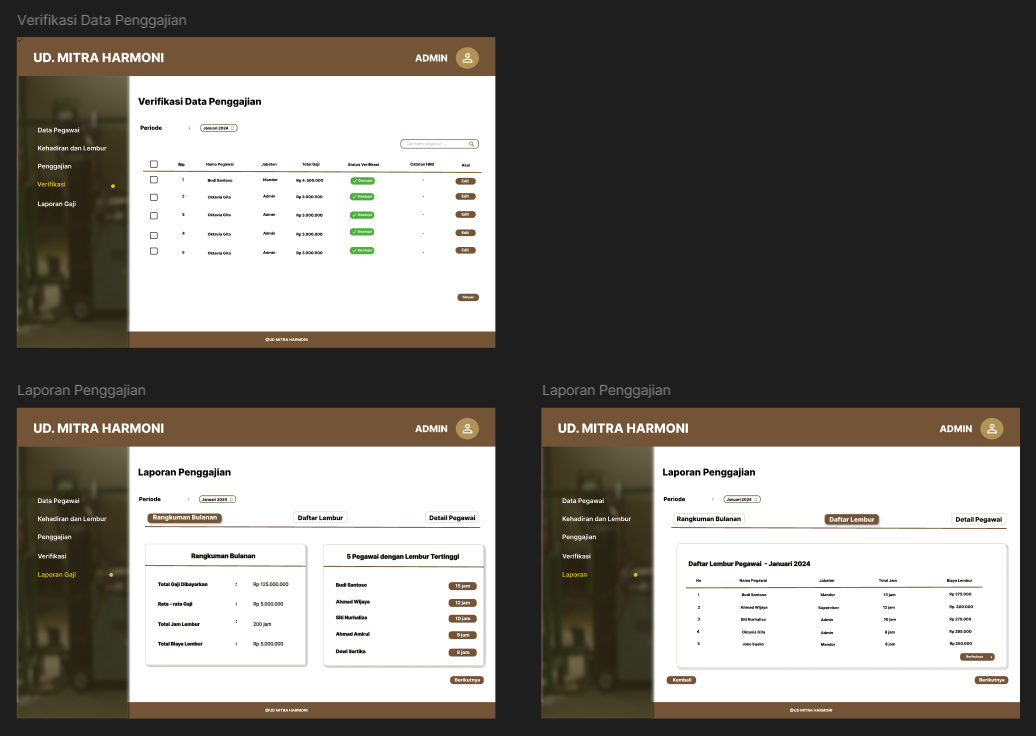 Verifikasi Data Penggajian
UD. MITRA HARMONI
ADMIN
Verifikasi Data Penggajian
Data Pegawai
Kehadiran dan Lembur
Penggajian
Verifikasi
Laporan Gaji
Periode : Januari 2024
Cari nama pegawai ...
No Nama Pegawai Jabatan Total Gaji Status Verifikasi Catatan HRD Aksi
1 Budi Santoso Mandor Rp 4.500.000 Disetujui - Edit
2 Oktavia Gita Admin Rp 3.000.000 Disetujui - Edit
3 Oktavia Gita Admin Rp 3.000.000 Disetujui - Edit
4 Oktavia Gita Admin Rp 3.000.000 Disetujui - Edit
5 Oktavia Gita Admin Rp 3.000.000 Disetujui - Edit
@UD MITRA HARMONI
Laporan Penggajian
UD. MITRA HARMONI
ADMIN
Laporan Penggajian
Data Pegawai
Kehadiran dan Lembur
Penggajian
Verifikasi
Laporan Gaji
Periode : Januari 2024
Rangkuman Bulanan
Daftar Lembur
Detail Pegawai
Rangkuman Bulanan
Total Gaji Dibayarkan : Rp 125.000.000
Rata - rata Gaji : Rp 5.000.000
Total Jam Lembur : 200 jam
Total Biaya Lembur : Rp 5.000.000
5 Pegawai dengan Lembur Tertinggi
Budi Santoso 15 jam
Ahmad Wijaya 12 jam
Siti Nurhaliza 10 jam
Ahmad Amirul 9 jam
Dewi Sartika 8 jam
Berikutnya
@UD MITRA HARMONI
Laporan Penggajian
UD. MITRA HARMONI
ADMIN
Laporan Penggajian
Data Pegawai
Kehadiran dan Lembur
Penggajian
Verifikasi
Laporan
Periode : Januari 2024
Rangkuman Bulanan
Daftar Lembur
Detail Pegawai
Daftar Lembur Pegawai - Januari 2024
No Nama Pegawai Jabatan Total Jam Biaya Lembur
1 Budi Santoso Mandor Rp 375.000
2 Ahmad Wijaya Supervisor 12 jam Rp. 300.000
3 Siti Nurhaliza Admin 10 jam Rp 275.000
4 Oktavia Gita Admin Rp 255.000
5 Mandor Rp 250.000
Berikutnya
Kembali
Berikutnya
@UD MITRA HARMONI